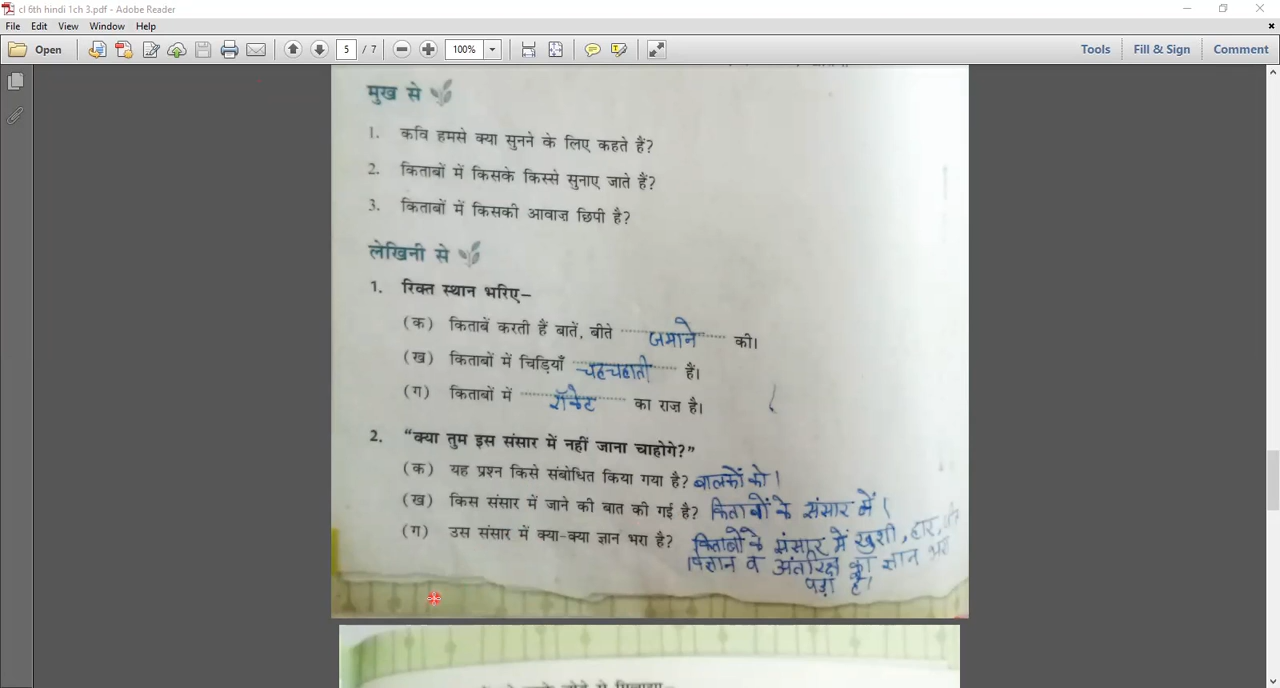 cl 6th hindi 1ch 3.pdf - Adobe Reader
File Edit View Window Help
Open 5 / 7 100% Tools Fill & Sign Comment
मुख से
1. कवि हमसे क्या सुनने के लिए कहते हैं?
2. किताबों में किसके किस्से सुनाए जाते हैं?
3. किताबों में किसकी आवाज़ छिपी है?
लेखिनी से
1. रिक्त स्थान भरिए–
(क) किताबें करती हैं बातें, बीते जमाने की।
(ख) किताबों में चिड़ियाँ चहचहाती हैं।
(ग) किताबों में रॉकेट का राज़ है।
2. “क्या तुम इस संसार में नहीं जाना चाहोगे?”
(क) यह प्रश्न किसे संबोधित किया गया है? बालकों को।
(ख) किस संसार में जाने की बात की गई है? किताबों के संसार में।
(ग) उस संसार में क्या-क्या ज्ञान भरा है? किताबों के संसार में खुशी, हार,
विज्ञान व अंतरिक्ष का ज्ञान भरा
पड़ा है।